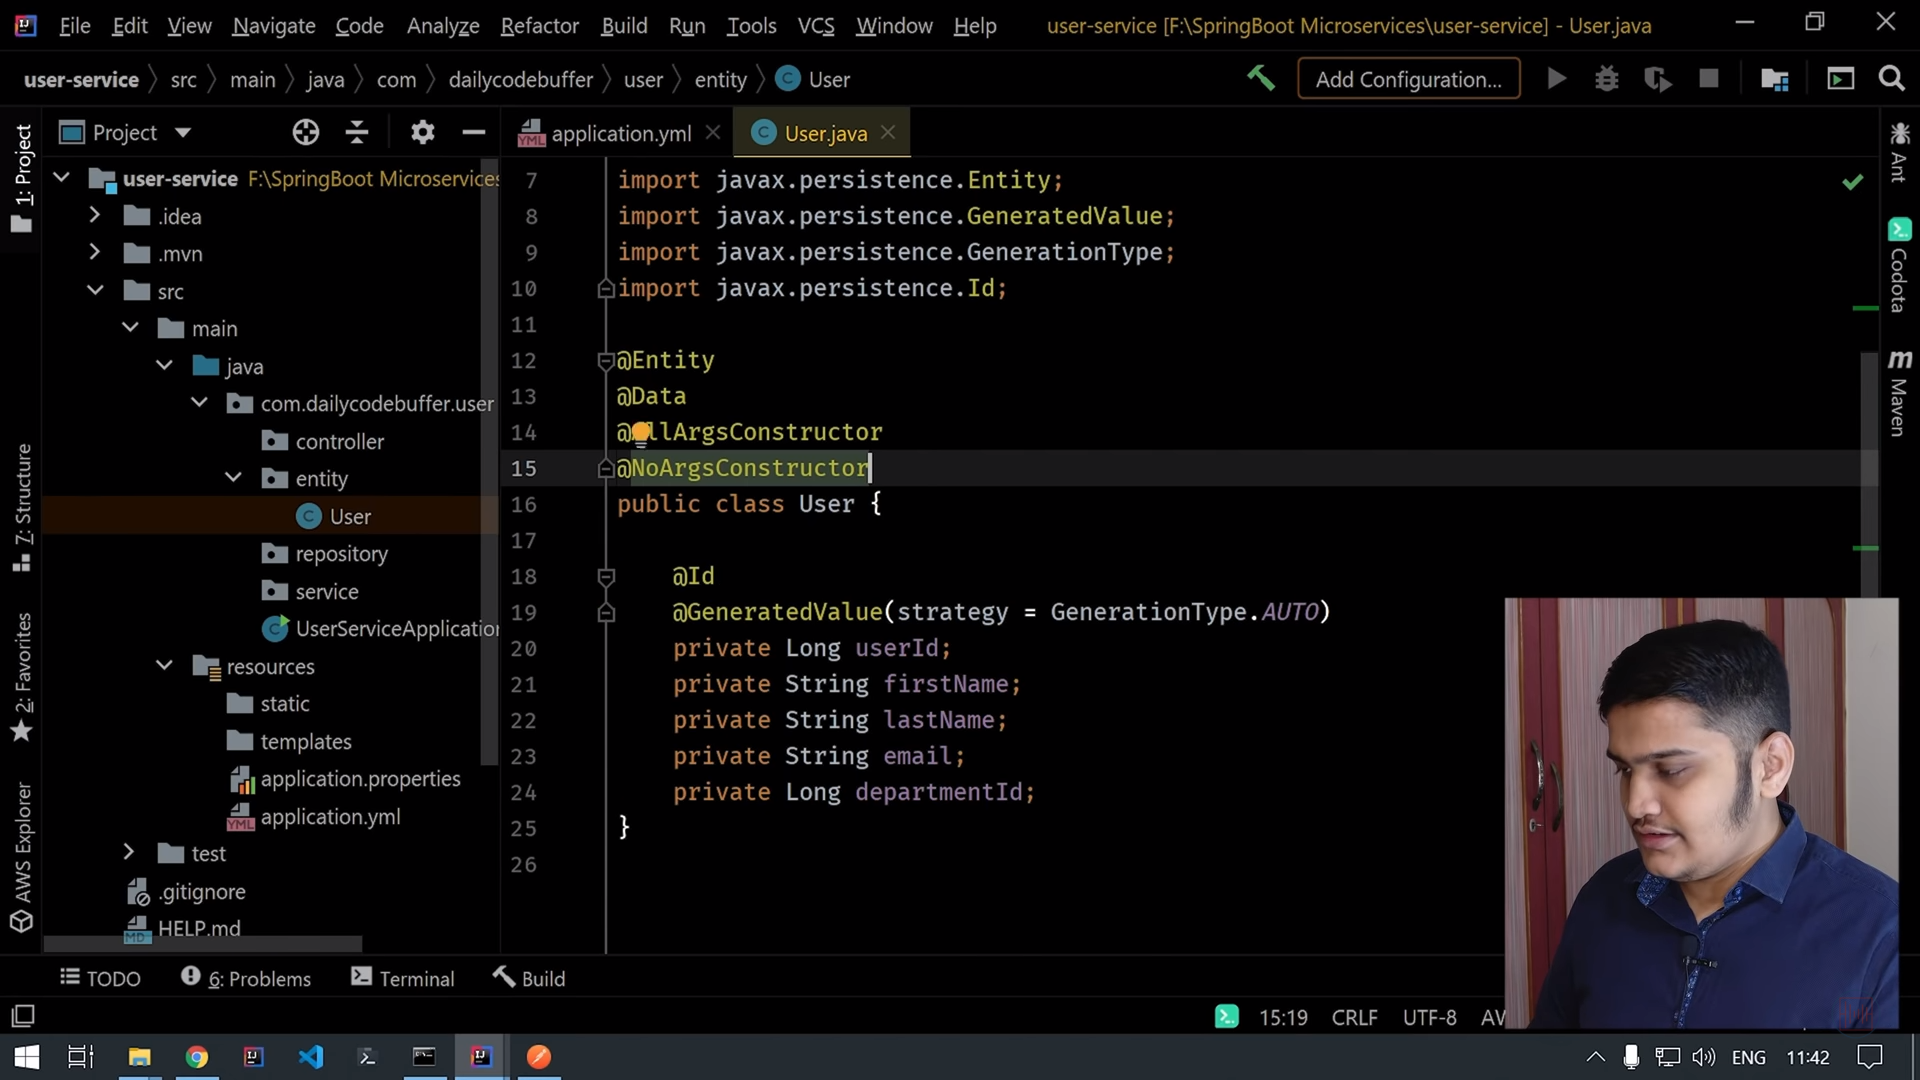 File Edit View Navigate Code Analyze Refactor Build Run Tools VCS Window Help user-service [F:\SpringBoot Microservices\user-service] - User.java
user-service src main java com dailycodebuffer user entity User Add Configuration...
Project
application.yml
User.java
user-service F:\SpringBoot Microservices
.idea
.mvn
src
main
java
com.dailycodebuffer.user
controller
entity
User
repository
service
UserServiceApplicatio
resources
static
templates
application.properties
application.yml
test
.gitignore
HELP.md
7 import javax.persistence.Entity;
8 import javax.persistence.GeneratedValue;
9 import javax.persistence.GenerationType;
10 import javax.persistence.Id;
11
12 @Entity
13 @Data
14 @llArgsConstructor
15 @NoArgsConstructor
16 public class User {
17
18 @Id
19 @GeneratedValue(strategy = GenerationType.AUTO)
20 private Long userId;
21 private String firstName;
22 private String lastName;
23 private String email;
24 private Long departmentId;
25 }
26
1: Project
7: Structure
2: Favorites
AWS Explorer
Ant
Codota
m
Maven
TODO 6: Problems Terminal Build
15:19 CRLF UTF-8 AW
ENG 11:42